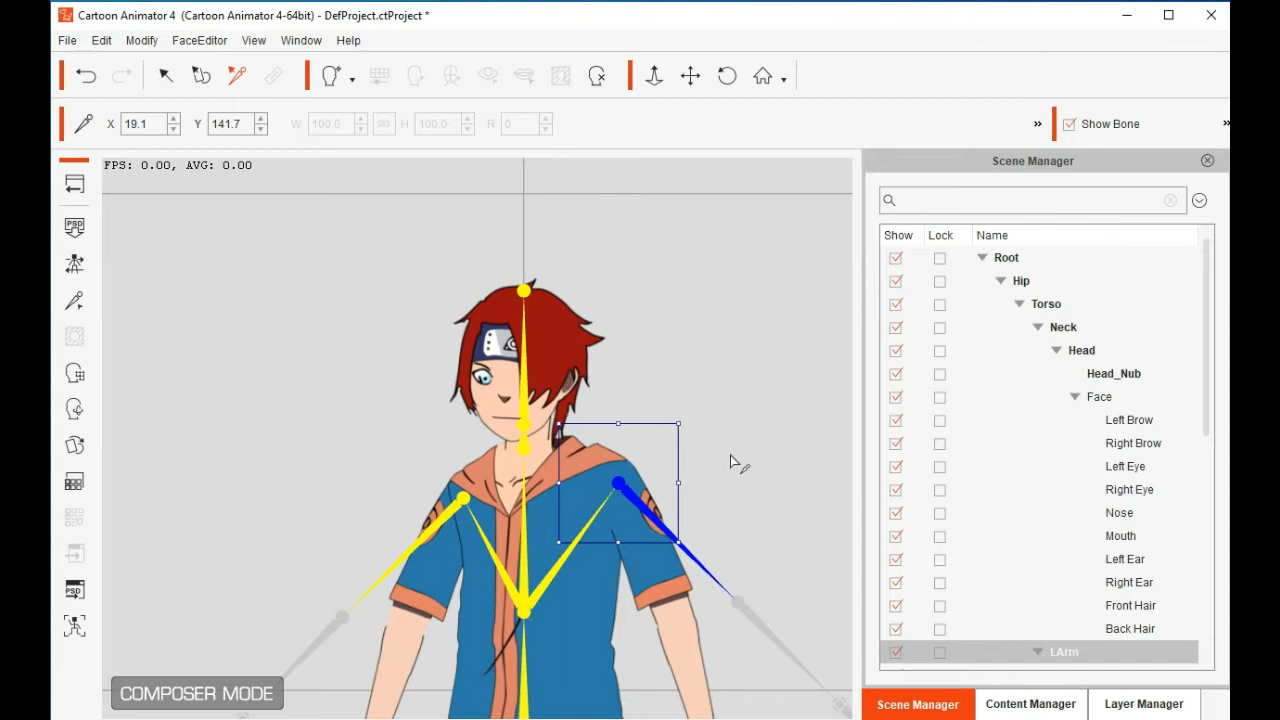 Cartoon Animator 4 (Cartoon Animator 4-64bit) - DefProject.ctProject *
File Edit Modify FaceEditor View Window Help
X 19.1 Y 141.7 W 100.0 H 100.0 R 0 » Show Bone »
FPS: 0.00, AVG: 0.00
Scene Manager
Show Lock Name
Root
Hip
Torso
Neck
Head
Head_Nub
Face
Left Brow
Right Brow
Left Eye
Right Eye
Nose
Mouth
Left Ear
Right Ear
Front Hair
Back Hair
LArm
PSD
PSD
COMPOSER MODE
Scene Manager Content Manager Layer Manager